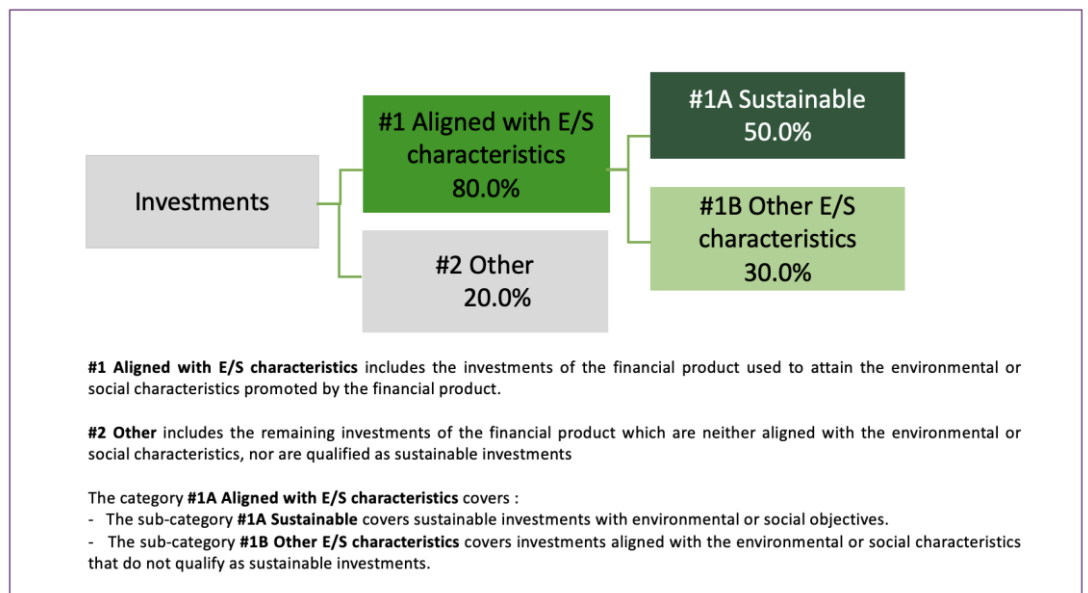 Investments
#1 Aligned with E/S
characteristics
80.0%
#2 Other
20.0%
#1A Sustainable
50.0%
#1B Other E/S
characteristics
30.0%
#1 Aligned with E/S characteristics includes the investments of the financial product used to attain the environmental or
social characteristics promoted by the financial product.
#2 Other includes the remaining investments of the financial product which are neither aligned with the environmental or
social characteristics, nor are qualified as sustainable investments
The category #1A Aligned with E/S characteristics covers :
- The sub-category #1A Sustainable covers sustainable investments with environmental or social objectives.
- The sub-category #1B Other E/S characteristics covers investments aligned with the environmental or social characteristics
that do not qualify as sustainable investments.